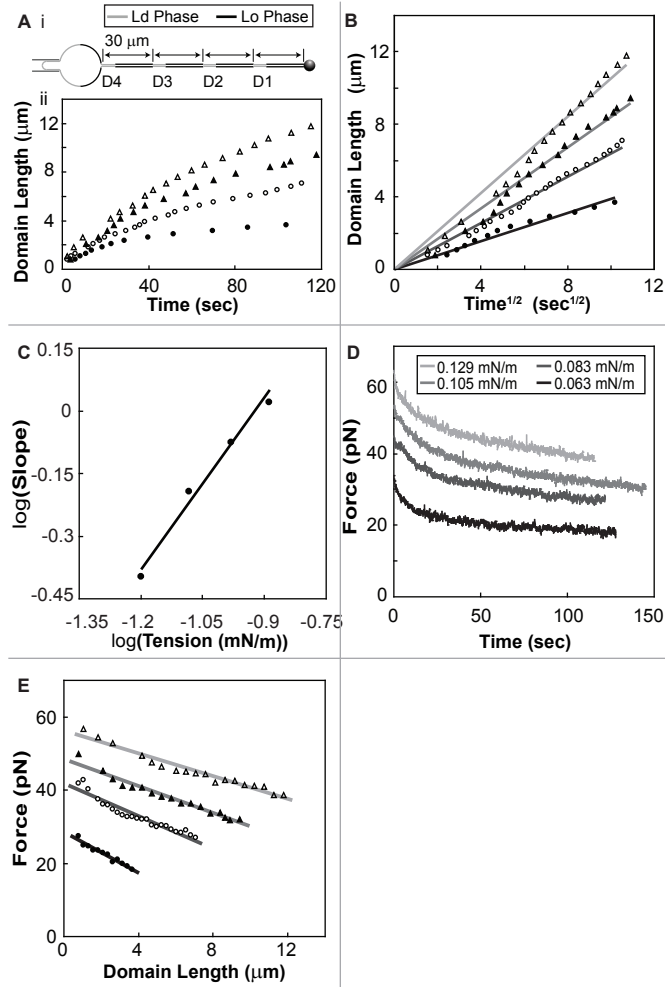 A i
Ld Phase Lo Phase
30 μm
D4 D3 D2 D1
ii
Domain Length (μm)
12
8
4
0
0 40 80 120
Time (sec)
B
Domain Length (μm)
12
8
4
0
0 4 8 12
Time1/2 (sec1/2)
C
log(Slope)
0.15
0
-0.15
-0.3
-0.45
-1.35 -1.2 -1.05 -0.9 -0.75
log(Tension (mN/m))
D
0.129 mN/m 0.083 mN/m
0.105 mN/m 0.063 mN/m
Force (pN)
60
40
20
0
0 50 100 150
Time (sec)
E
Force (pN)
60
40
20
0
0 4 8 12
Domain Length (μm)